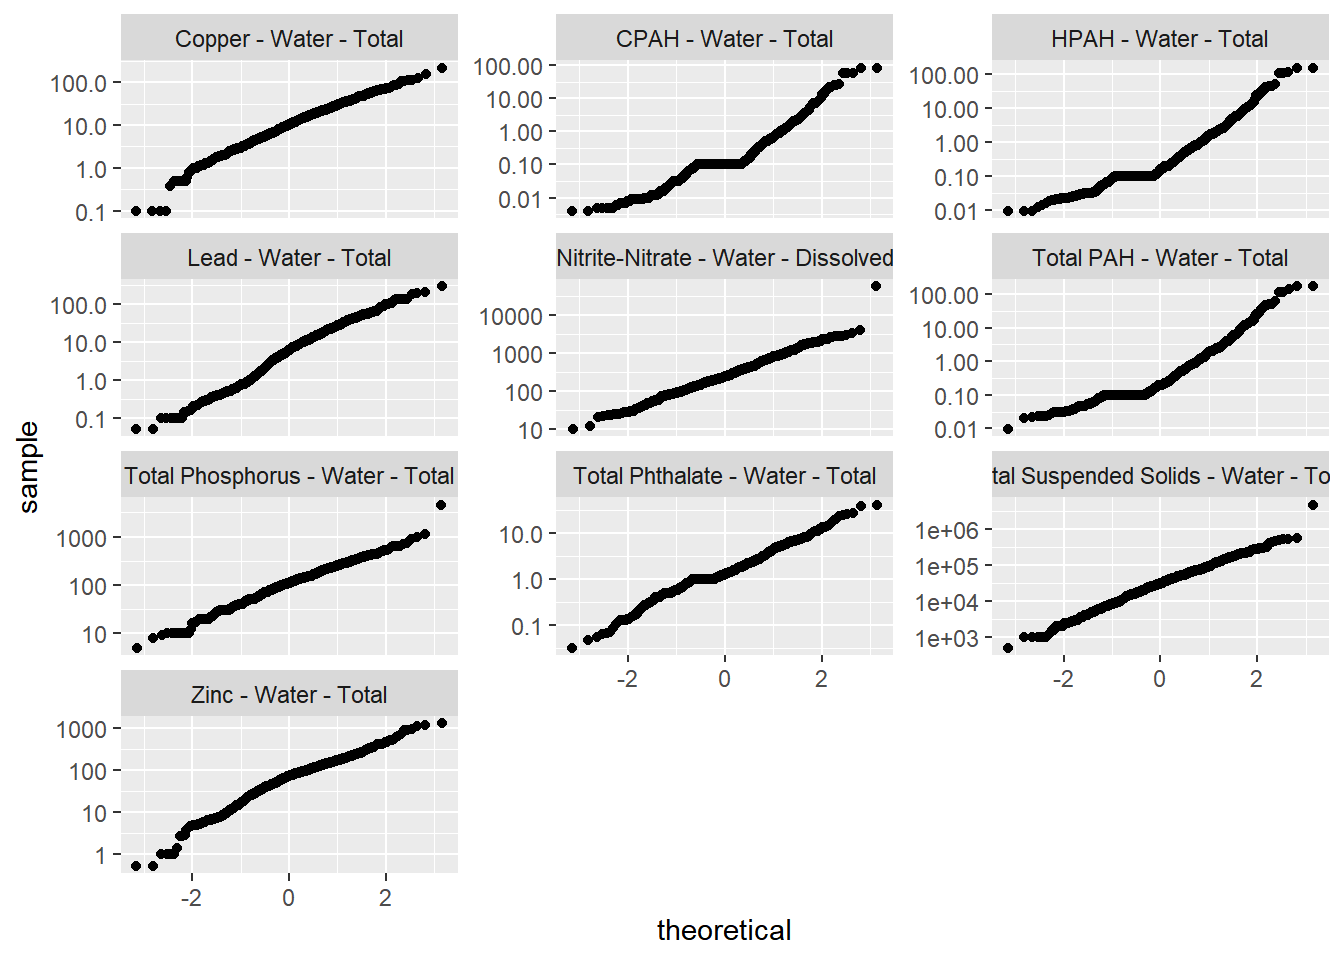 Copper - Water - Total
CPAH - Water - Total
HPAH - Water - Total
100.0
10.0
1.0
0.1
100.00
10.00
1.00
0.10
0.01
100.00
10.00
1.00
0.10
0.01
Lead - Water - Total
Nitrite-Nitrate - Water - Dissolved
Total PAH - Water - Total
100.0
10.0
1.0
0.1
10000
1000
100
10
100.00
10.00
1.00
0.10
0.01
sample
Total Phosphorus - Water - Total
Total Phthalate - Water - Total
tal Suspended Solids - Water - To
1000
100
10
10.0
1.0
0.1
-2 0 2
1e+06
1e+05
1e+04
1e+03
-2 0 2
Zinc - Water - Total
1000
100
10
1
-2 0 2
theoretical